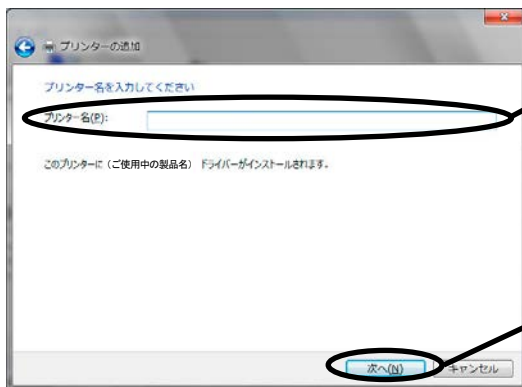 プリンターの追加
プリンター名を入力してください
プリンター名(P):
このプリンターに（ご使用中の製品名） ドライバーがインストールされます。
次へ(N)
キャンセル